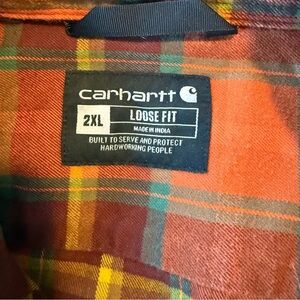 carhartt
2XL
LOOSE FIT
MADE IN INDIA
BUILT TO SERVE AND PROTECT
HARDWORKING PEOPLE